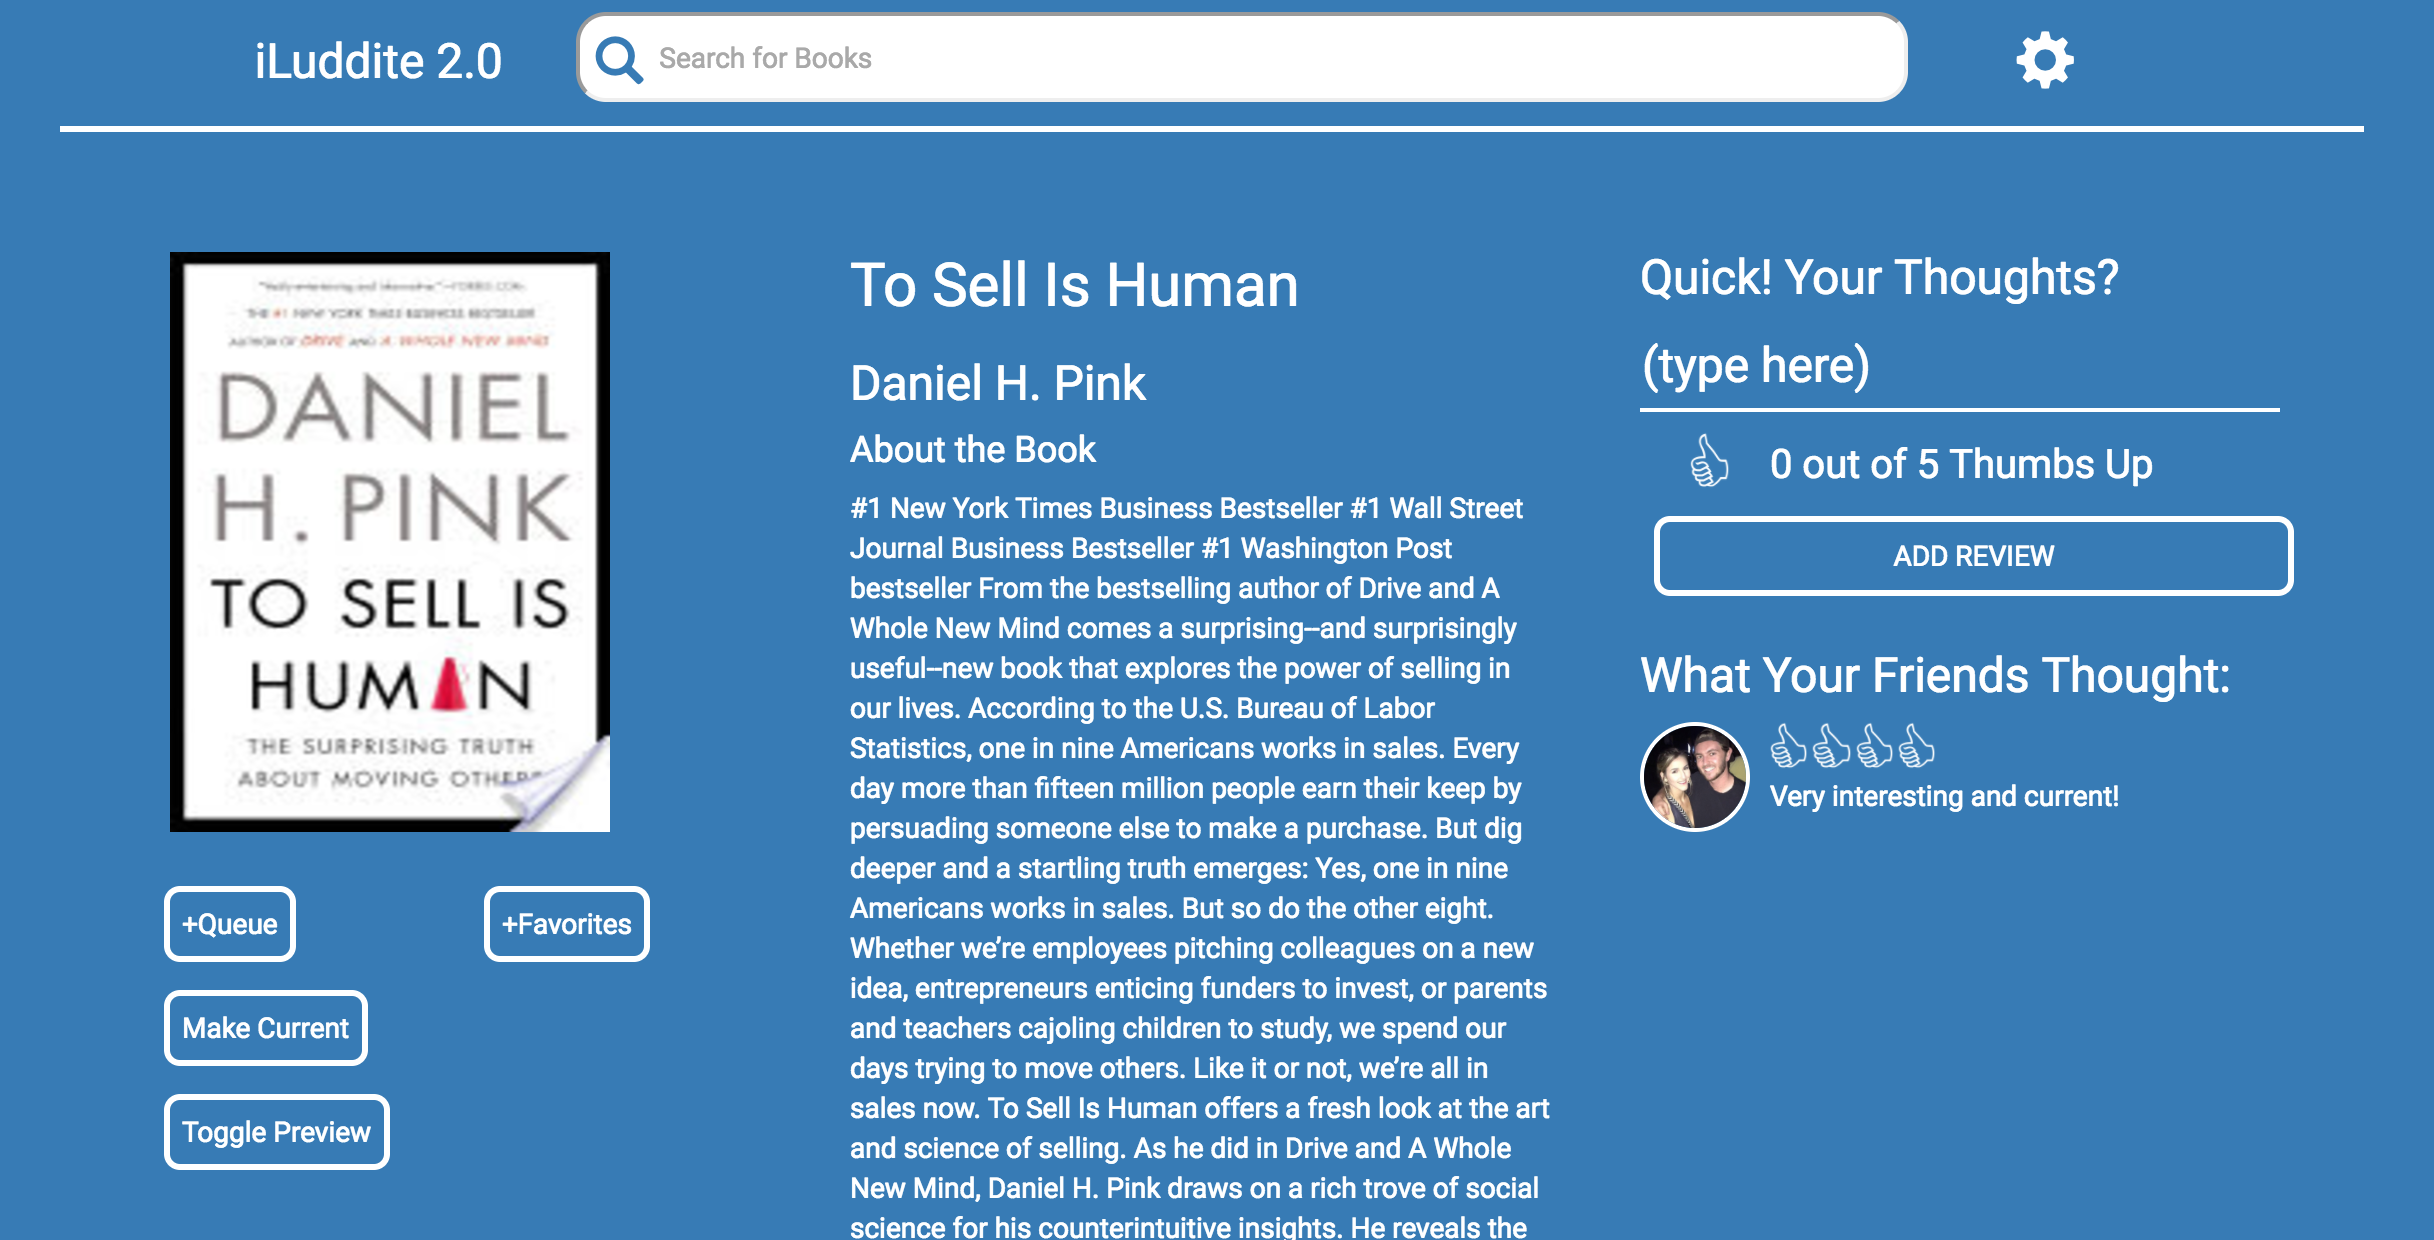 iLuddite 2.0
Search for Books
THE #1 NEW YORK TIMES BUSINESS BESTSELLER
AUTHOR OF DRIVE AND A WHOLE NEW MIND
DANIEL
H. PINK
TO SELL IS
HUMAN
THE SURPRISING TRUTH
ABOUT MOVING OTHERS
+Queue
+Favorites
Make Current
Toggle Preview
To Sell Is Human
Daniel H. Pink
About the Book
#1 New York Times Business Bestseller #1 Wall Street
Journal Business Bestseller #1 Washington Post
bestseller From the bestselling author of Drive and A
Whole New Mind comes a surprising--and surprisingly
useful--new book that explores the power of selling in
our lives. According to the U.S. Bureau of Labor
Statistics, one in nine Americans works in sales. Every
day more than fifteen million people earn their keep by
persuading someone else to make a purchase. But dig
deeper and a startling truth emerges: Yes, one in nine
Americans works in sales. But so do the other eight.
Whether we’re employees pitching colleagues on a new
idea, entrepreneurs enticing funders to invest, or parents
and teachers cajoling children to study, we spend our
days trying to move others. Like it or not, we’re all in
sales now. To Sell Is Human offers a fresh look at the art
and science of selling. As he did in Drive and A Whole
New Mind, Daniel H. Pink draws on a rich trove of social
science for his counterintuitive insights. He reveals the
Quick! Your Thoughts?
(type here)
0 out of 5 Thumbs Up
ADD REVIEW
What Your Friends Thought:
Very interesting and current!